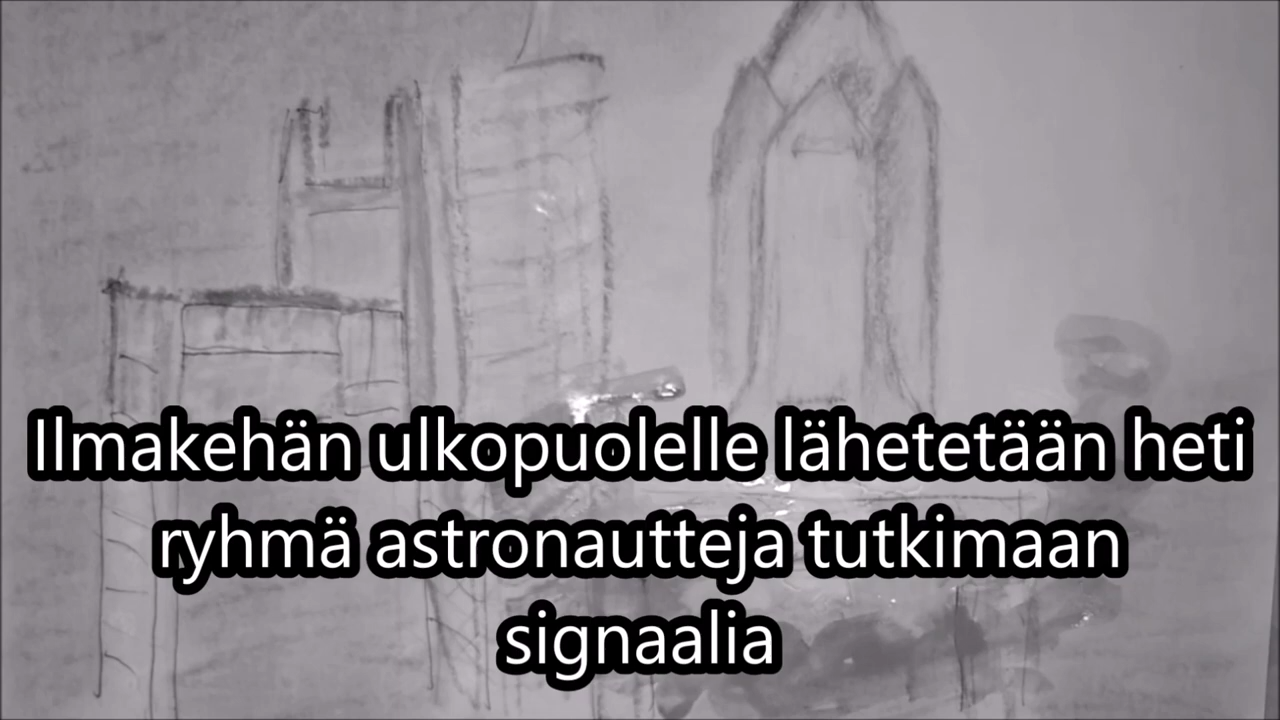 Ilmakehän ulkopuolelle lähetetään heti
ryhmä astronautteja tutkimaan
signaalia